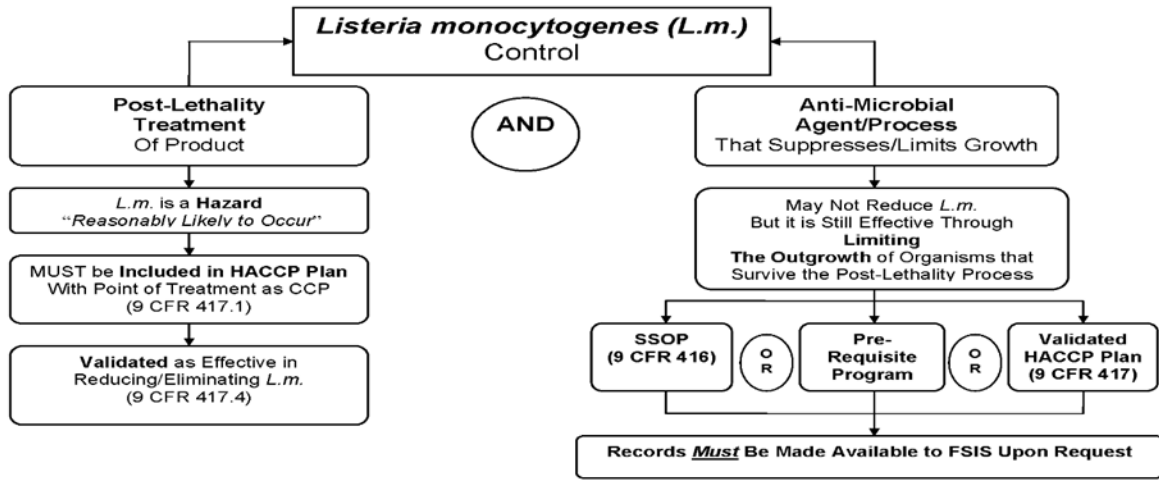 Listeria monocytogenes (L.m.)
Control
Post-Lethality
Treatment
Of Product
L.m. is a Hazard
“Reasonably Likely to Occur”
MUST be Included in HACCP Plan
With Point of Treatment as CCP
(9 CFR 417.1)
Validated as Effective in
Reducing/Eliminating L.m.
(9 CFR 417.4)
AND
Anti-Microbial
Agent/Process
That Suppresses/Limits Growth
May Not Reduce L.m.
But it is Still Effective Through
Limiting
The Outgrowth of Organisms that
Survive the Post-Lethality Process
SSOP
(9 CFR 416)
O
R
Pre-
Requisite
Program
O
R
Validated
HACCP Plan
(9 CFR 417)
Records Must Be Made Available to FSIS Upon Request